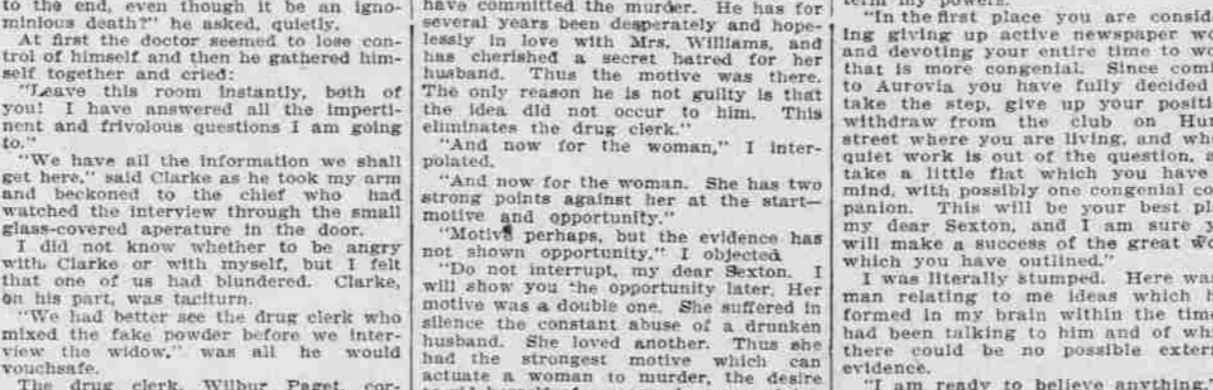 to the end, even though it be an igno-
minious death?" he asked, quietly.
At first the doctor seemed to lose con-
trol of himself and then he gathered him-
self together and cried:
"Leave this room instantly, both of
you! I have answered all the imperti-
nent and frivolous questions I am going
to."
"We have all the information we shall
get here," said Clarke as he took my arm
and beckoned to the chief who had
watched the interview through the small
glass-covered aperature in the door.
I did not know whether to be angry
with Clarke or with myself, but I felt
that one of us had blundered. Clarke,
on his part, was taciturn.
"We had better see the drug clerk who
mixed the fake powder before we inter-
view the widow," was all he would
vouchsafe.
The drug clerk, Wilbur Paget, cor-
have committed the murder. He has for
several years been desperately and hope-
lessly in love with Mrs. Williams, and
has cherished a secret hatred for her
husband. Thus the motive was there.
The only reason he is not guilty is that
the idea did not occur to him. This
eliminates the drug clerk."
"And now for the woman," I inter-
polated.
"And now for the woman. She has two
strong points against her at the start—
motive and opportunity."
"Motive perhaps, but the evidence has
not shown opportunity," I objected
"Do not interrupt, my dear Sexton. I
will show you the opportunity later. Her
motive was a double one. She suffered in
silence the constant abuse of a drunken
husband. She loved another. Thus she
had the strongest motive which can
actuate a woman to murder, the desire
term my powers.
"In the first place you are consid
ing giving up active newspaper wo
and devoting your entire time to wo
that is more congenial. Since comi
to Aurovia you have fully decided
take the step, give up your positi
withdraw from the club on Hun
street where you are living, and whe
quiet work is out of the question, a
take a little flat which you have
mind, with possibly one congenial co
panion. This will be your best pl
my dear Sexton, and I am sure y
will make a success of the great wo
which you have outlined."
I was literally stumped. Here was
man relating to me ideas which h
formed in my brain within the time
had been talking to him and of wh
there could be no possible extern
evidence.
"I am ready to believe anything,